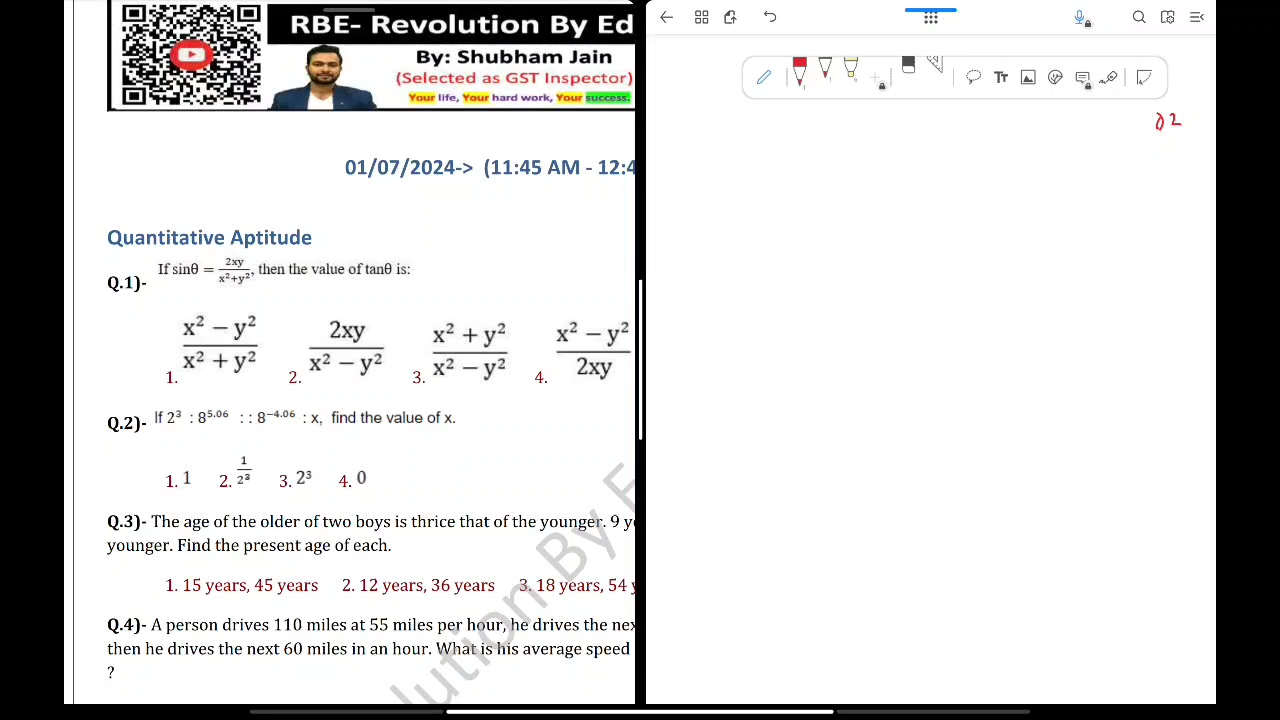 RBE- Revolution By Ed
By: Shubham Jain
(Selected as GST Inspector)
Your life, Your hard work, Your success.
01/07/2024-> (11:45 AM - 12:4
Quantitative Aptitude
Q.1)- If sinθ = 2xy/(x²+y²), then the value of tanθ is:
1. (x² − y²)/(x² + y²) 2. 2xy/(x² − y²) 3. (x² + y²)/(x² − y²) 4. (x² − y²)/2xy
Q.2)- If 2³ : 8^5.06 : : 8^−4.06 : x, find the value of x.
1. 1 2. 1/2³ 3. 2³ 4. 0
Q.3)- The age of the older of two boys is thrice that of the younger. 9 y
younger. Find the present age of each.
1. 15 years, 45 years 2. 12 years, 36 years 3. 18 years, 54 y
Q.4)- A person drives 110 miles at 55 miles per hour, he drives the nex
then he drives the next 60 miles in an hour. What is his average speed
?
lution By E
Tт